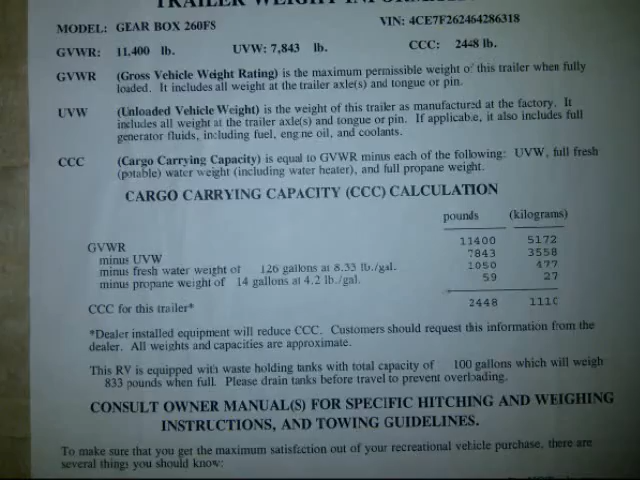 TRAILER WEIGHT
MODEL: GEAR BOX 260FS VIN: 4CE7F262464286318
GVWR: 11,400 lb. UVW: 7,843 lb. CCC: 2448 lb.
GVWR (Gross Vehicle Weight Rating) is the maximum permissible weight of this trailer when fully
loaded. It includes all weight at the trailer axle(s) and tongue or pin.
UVW (Unloaded Vehicle Weight) is the weight of this trailer as manufactured at the factory. It
includes all weight at the trailer axle(s) and tongue or pin. If applicable, it also includes full
generator fluids, including fuel, engine oil, and coolants.
CCC (Cargo Carrying Capacity) is equal to GVWR minus each of the following: UVW, full fresh
(potable) water weight (including water heater), and full propane weight.
CARGO CARRYING CAPACITY (CCC) CALCULATION
pounds (kilograms)
GVWR 11400 5172
minus UVW 7843 3558
minus fresh water weight of 126 gallons at 8.33 lb./gal. 1050 477
minus propane weight of 14 gallons at 4.2 lb./gal. 59 27
CCC for this trailer* 2448 1110
*Dealer installed equipment will reduce CCC. Customers should request this information from the
dealer. All weights and capacities are approximate.
This RV is equipped with waste holding tanks with total capacity of 100 gallons which will weigh
833 pounds when full. Please drain tanks before travel to prevent overloading.
CONSULT OWNER MANUAL(S) FOR SPECIFIC HITCHING AND WEIGHING
INSTRUCTIONS, AND TOWING GUIDELINES.
To make sure that you get the maximum satisfaction out of your recreational vehicle purchase, there are
several things you should know: